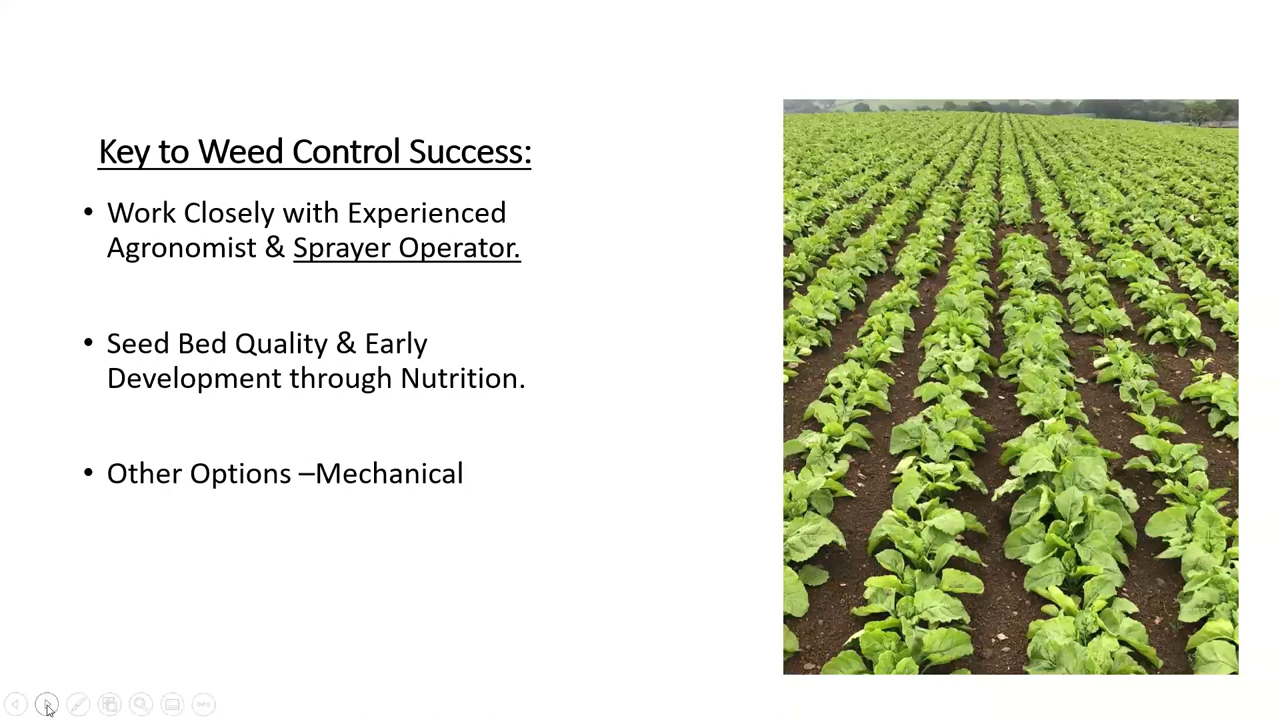 Key to Weed Control Success:
• Work Closely with Experienced
Agronomist & Sprayer Operator.
• Seed Bed Quality & Early
Development through Nutrition.
• Other Options –Mechanical